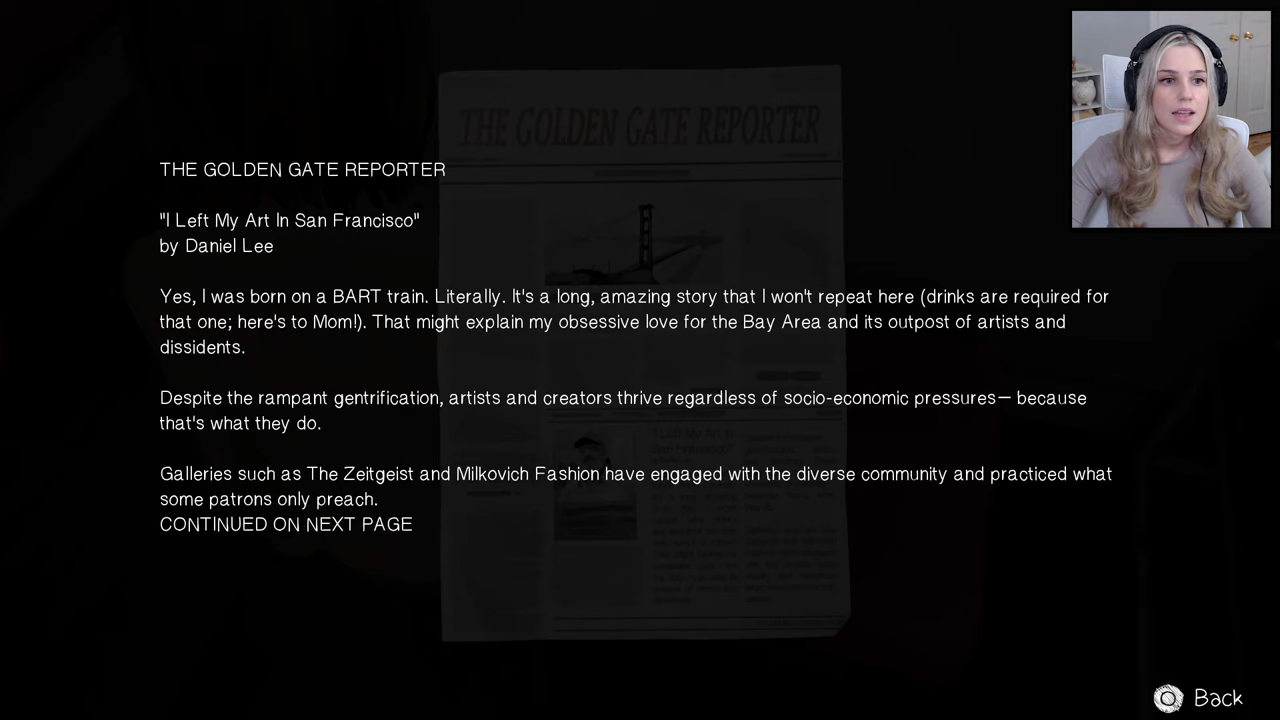 THE GOLDEN GATE REPORTER
THE GOLDEN GATE REPORTER
"I Left My Art In San Francisco"
by Daniel Lee
Yes, I was born on a BART train. Literally. It's a long, amazing story that I won't repeat here (drinks are required for
that one; here's to Mom!). That might explain my obsessive love for the Bay Area and its outpost of artists and
dissidents.
Despite the rampant gentrification, artists and creators thrive regardless of socio-economic pressures— because
that's what they do.
Galleries such as The Zeitgeist and Milkovich Fashion have engaged with the diverse community and practiced what
some patrons only preach.
CONTINUED ON NEXT PAGE
Back